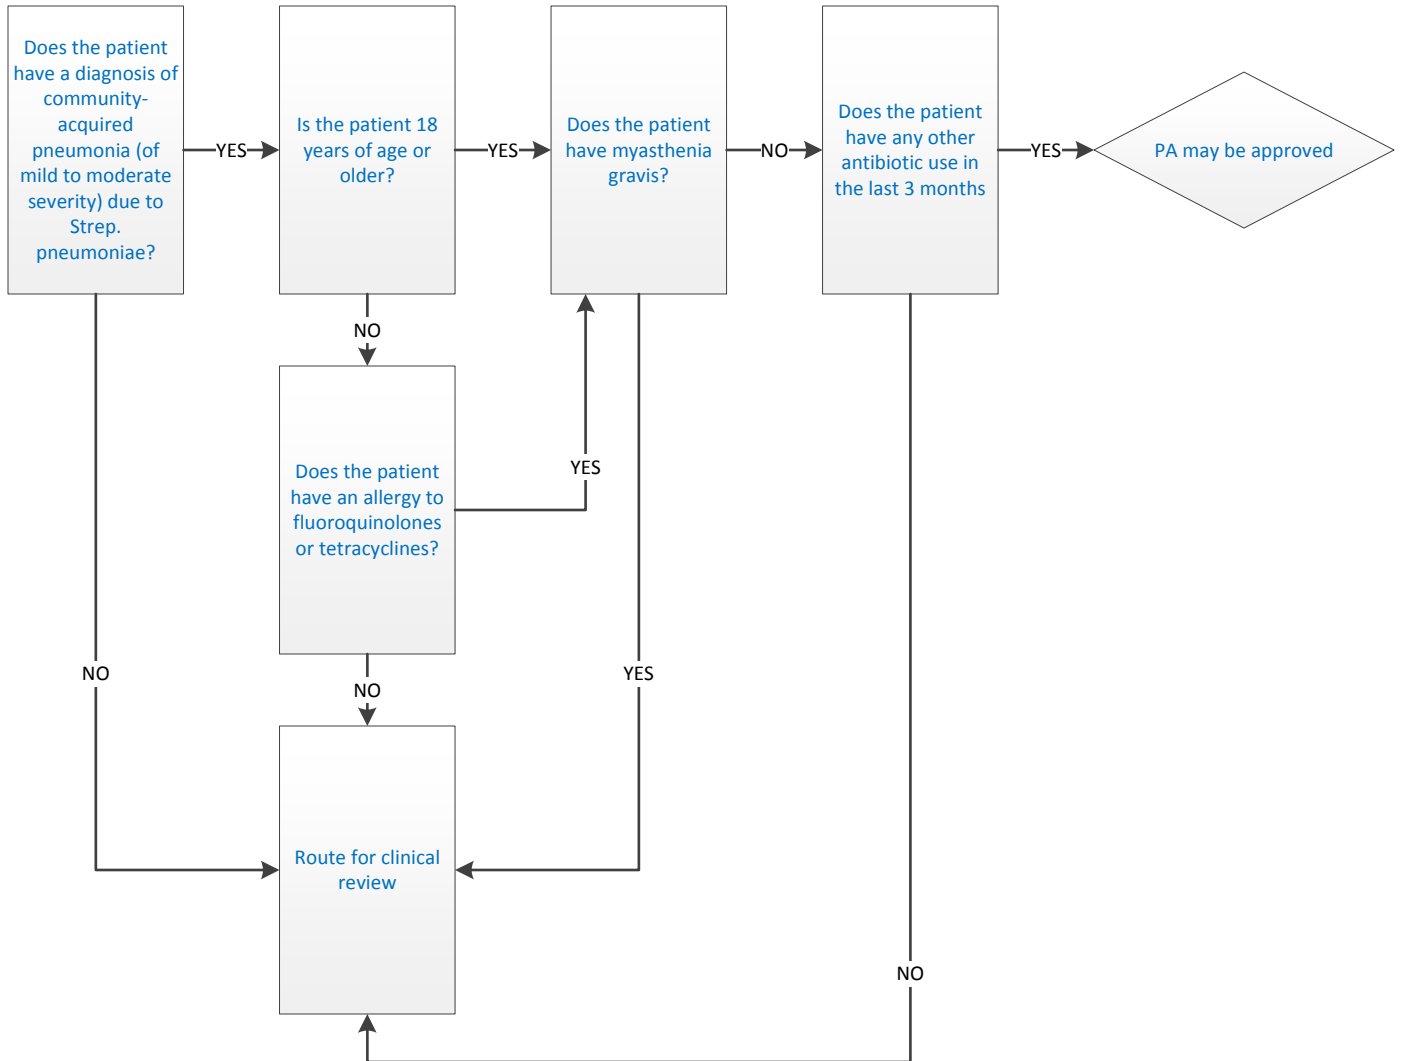 Does the patient
have a diagnosis of
community-
acquired
pneumonia (of
mild to moderate
severity) due to
Strep.
pneumoniae?
YES
Is the patient 18
years of age or
older?
YES
Does the patient
have myasthenia
gravis?
NO
Does the patient
have any other
antibiotic use in
the last 3 months
YES
PA may be approved
NO
Does the patient
have an allergy to
fluoroquinolones
or tetracyclines?
YES
NO
NO
YES
Route for clinical
review
NO